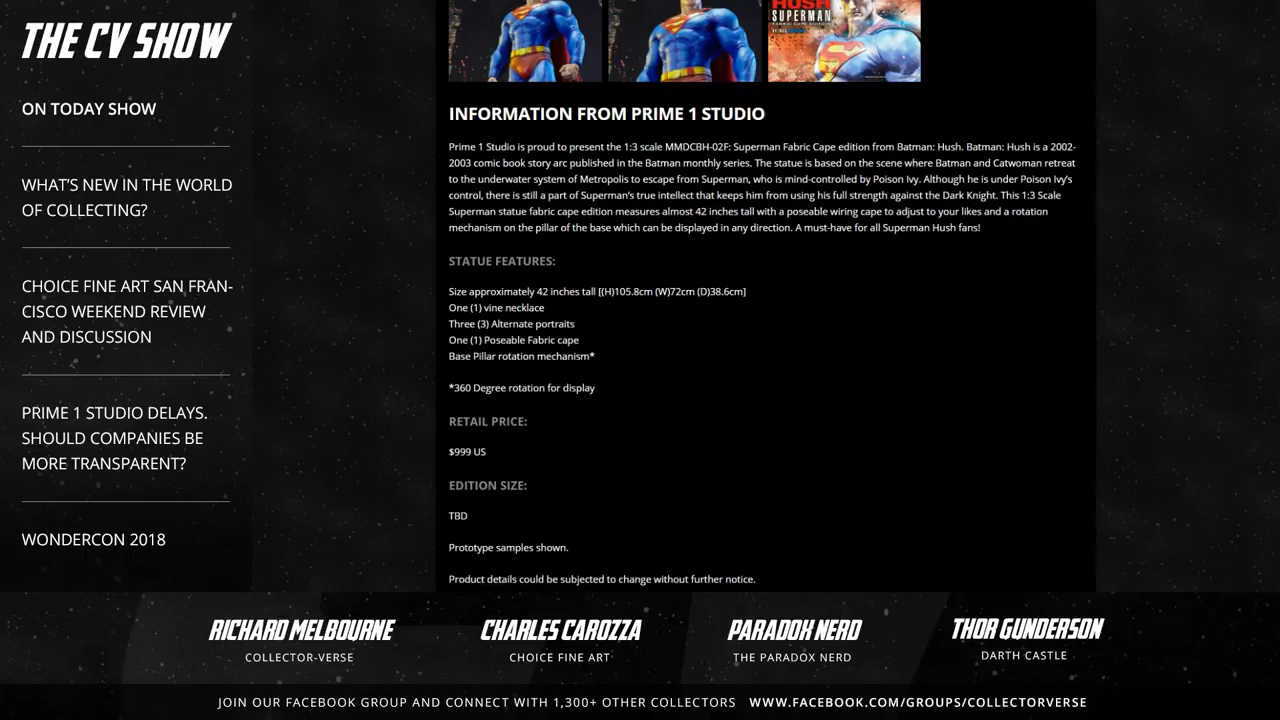 THE CV SHOW
ON TODAY SHOW
WHAT'S NEW IN THE WORLD
OF COLLECTING?
CHOICE FINE ART SAN FRAN-
CISCO WEEKEND REVIEW
AND DISCUSSION
PRIME 1 STUDIO DELAYS.
SHOULD COMPANIES BE
MORE TRANSPARENT?
WONDERCON 2018
HUSH
SUPERMAN
INFORMATION FROM PRIME 1 STUDIO
Prime 1 Studio is proud to present the 1:3 scale MMDCBH-02F: Superman Fabric Cape edition from Batman: Hush. Batman: Hush is a 2002-
2003 comic book story arc published in the Batman monthly series. The statue is based on the scene where Batman and Catwoman retreat
to the underwater system of Metropolis to escape from Superman, who is mind-controlled by Poison Ivy. Although he is under Poison Ivy's
control, there is still a part of Superman's true intellect that keeps him from using his full strength against the Dark Knight. This 1:3 Scale
Superman statue fabric cape edition measures almost 42 inches tall with a poseable wiring cape to adjust to your likes and a rotation
mechanism on the pillar of the base which can be displayed in any direction. A must-have for all Superman Hush fans!
STATUE FEATURES:
Size approximately 42 inches tall [(H)105.8cm (W)72cm (D)38.6cm]
One (1) vine necklace
Three (3) Alternate portraits
One (1) Poseable Fabric cape
Base Pillar rotation mechanism*
*360 Degree rotation for display
RETAIL PRICE:
$999 US
EDITION SIZE:
TBD
Prototype samples shown.
Product details could be subjected to change without further notice.
RICHARD MELBOURNE
COLLECTOR-VERSE
CHARLES CAROZZA
CHOICE FINE ART
PARADOX NERD
THE PARADOX NERD
THOR GUNDERSON
DARTH CASTLE
JOIN OUR FACEBOOK GROUP AND CONNECT WITH 1,300+ OTHER COLLECTORS WWW.FACEBOOK.COM/GROUPS/COLLECTORVERSE